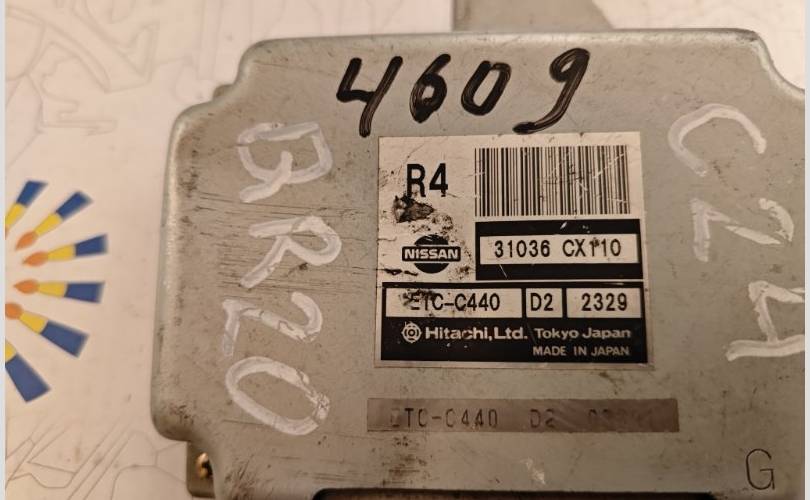 4609
R4
NISSAN
31036 CX110
ETC-C440 D2 2329
Hitachi, Ltd. Tokyo Japan
MADE IN JAPAN
ETC-C440 D2
G
C24